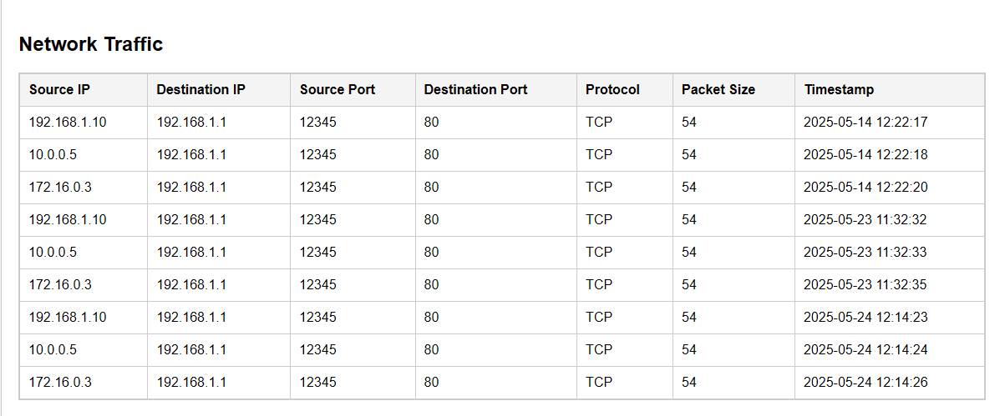 Network Traffic
Source IP Destination IP Source Port Destination Port Protocol Packet Size Timestamp
192.168.1.10 192.168.1.1 12345 80 TCP 54 2025-05-14 12:22:17
10.0.0.5 192.168.1.1 12345 80 TCP 54 2025-05-14 12:22:18
172.16.0.3 192.168.1.1 12345 80 TCP 54 2025-05-14 12:22:20
192.168.1.10 192.168.1.1 12345 80 TCP 54 2025-05-23 11:32:32
10.0.0.5 192.168.1.1 12345 80 TCP 54 2025-05-23 11:32:33
172.16.0.3 192.168.1.1 12345 80 TCP 54 2025-05-23 11:32:35
192.168.1.10 192.168.1.1 12345 80 TCP 54 2025-05-24 12:14:23
10.0.0.5 192.168.1.1 12345 80 TCP 54 2025-05-24 12:14:24
172.16.0.3 192.168.1.1 12345 80 TCP 54 2025-05-24 12:14:26